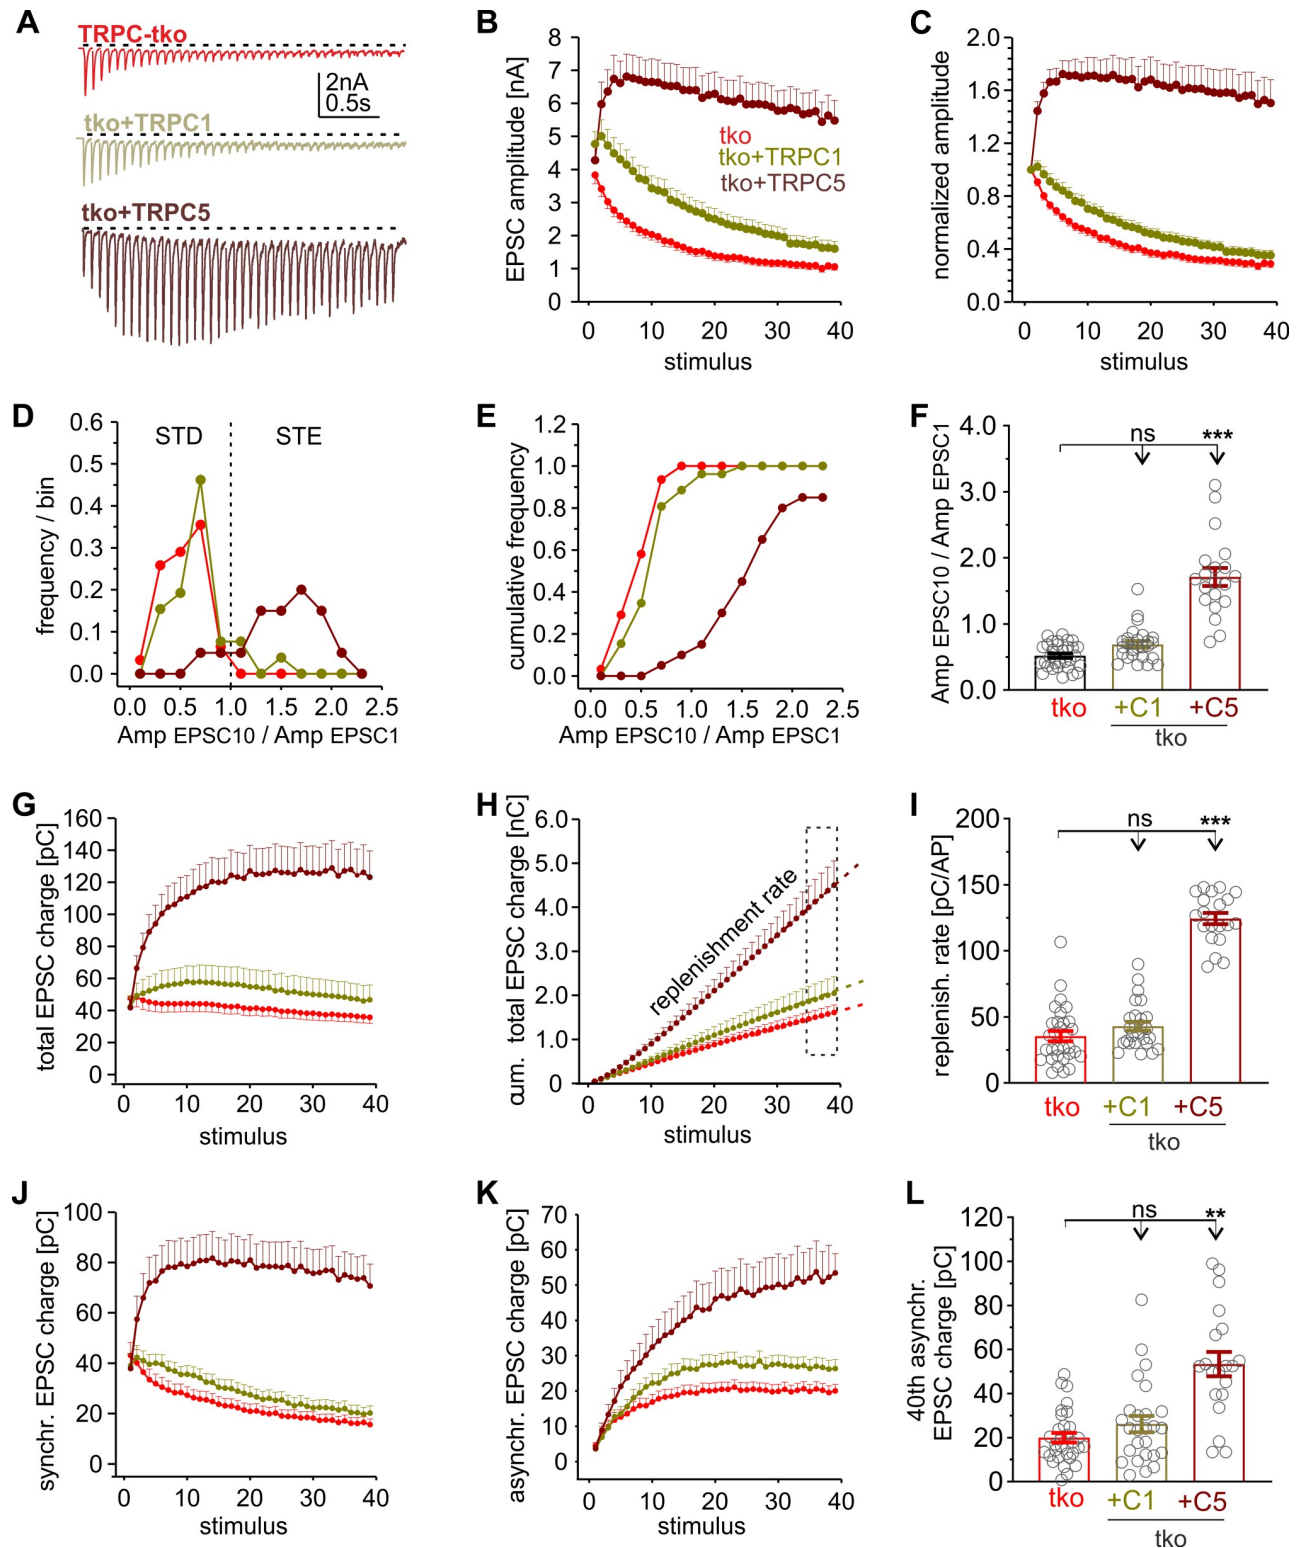 A
TRPC-tko
2nA
0.5s
tko+TRPC1
tko+TRPC5
B
EPSC amplitude [nA]
8
7
6
5
4
3
2
1
0
tko
tko+TRPC1
tko+TRPC5
0 10 20 30 40
stimulus
C
normalized amplitude
2.0
1.6
1.2
0.8
0.4
0.0
0 10 20 30 40
stimulus
D
frequency / bin
0.6
0.5
0.4
0.3
0.2
0.1
0.0
STD STE
0.0 0.5 1.0 1.5 2.0 2.5
Amp EPSC10 / Amp EPSC1
E
cumulative frequency
1.2
1.0
0.8
0.6
0.4
0.2
0.0
0.0 0.5 1.0 1.5 2.0 2.5
Amp EPSC10 / Amp EPSC1
F
Amp EPSC10 / Amp EPSC1
4.0
3.0
2.0
1.0
0.0
ns ***
tko +C1 +C5
tko
G
total EPSC charge [pC]
160
140
120
100
80
60
40
20
0
0 10 20 30 40
stimulus
H
cum. total EPSC charge [nC]
6.0
5.0
4.0
3.0
2.0
1.0
0
replenishment rate
0 10 20 30 40
stimulus
I
replenish. rate [pC/AP]
200
150
100
50
0
ns ***
tko +C1 +C5
tko
J
synchr. EPSC charge [pC]
100
80
60
40
20
0
0 10 20 30 40
stimulus
K
asynchr. EPSC charge [pC]
70
60
50
40
30
20
10
0
0 10 20 30 40
stimulus
L
40th asynchr.
EPSC charge [pC]
120
100
80
60
40
20
0
ns **
tko +C1 +C5
tko